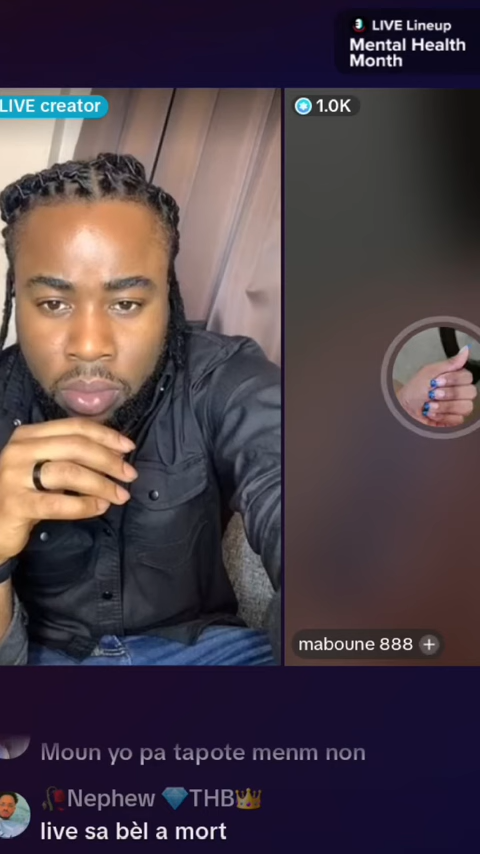 LIVE Lineup
Mental Health
Month
LIVE creator
1.0K
maboune 888 +
Moun yo pa tapote menm non
🥀Nephew 💎THB👑
live sa bèl a mort